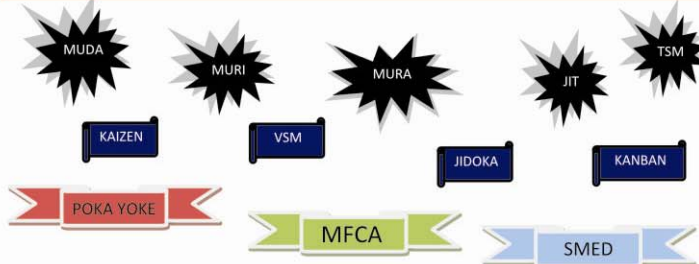 MUDA
MURI
MURA
JIT
TSM
KAIZEN
VSM
JIDOKA
KANBAN
POKA YOKE
MFCA
SMED